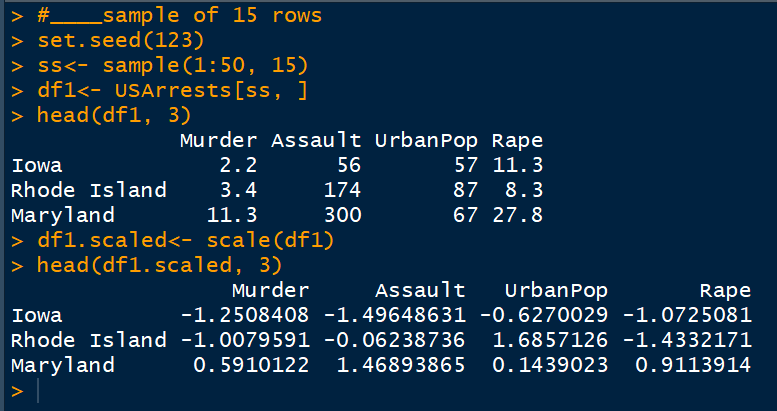 > #____sample of 15 rows
> set.seed(123)
> ss<- sample(1:50, 15)
> df1<- USArrests[ss, ]
> head(df1, 3)
             Murder Assault UrbanPop Rape
Iowa            2.2      56       57 11.3
Rhode Island    3.4     174       87  8.3
Maryland       11.3     300       67 27.8
> df1.scaled<- scale(df1)
> head(df1.scaled, 3)
                 Murder     Assault   UrbanPop       Rape
Iowa         -1.2508408 -1.49648631 -0.6270029 -1.0725081
Rhode Island -1.0079591 -0.06238736  1.6857126 -1.4332171
Maryland      0.5910122  1.46893865  0.1439023  0.9113914
>